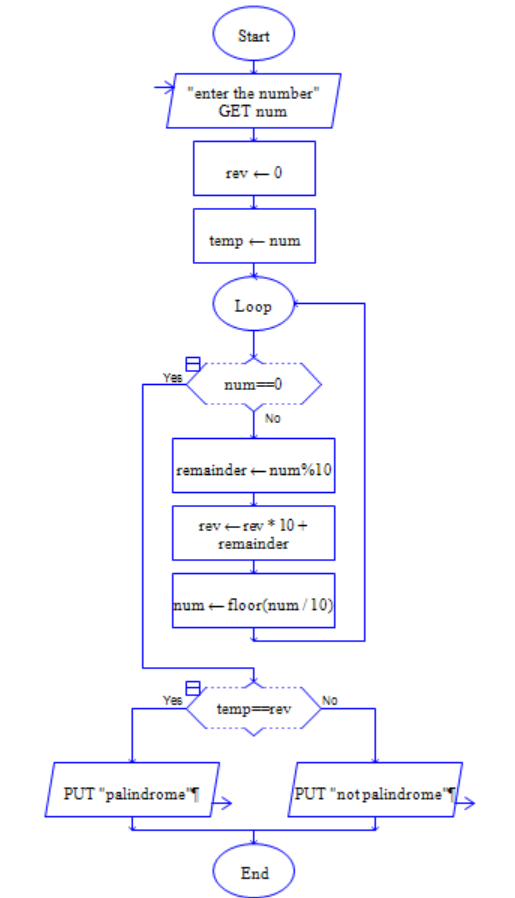 Start
"enter the number"
GET num
rev ← 0
temp ← num
Loop
num==0
Yes
No
remainder ← num%10
rev ← rev * 10 +
remainder
num ← floor(num / 10)
temp==rev
Yes
No
PUT "palindrome"¶
PUT "not palindrome"¶
End